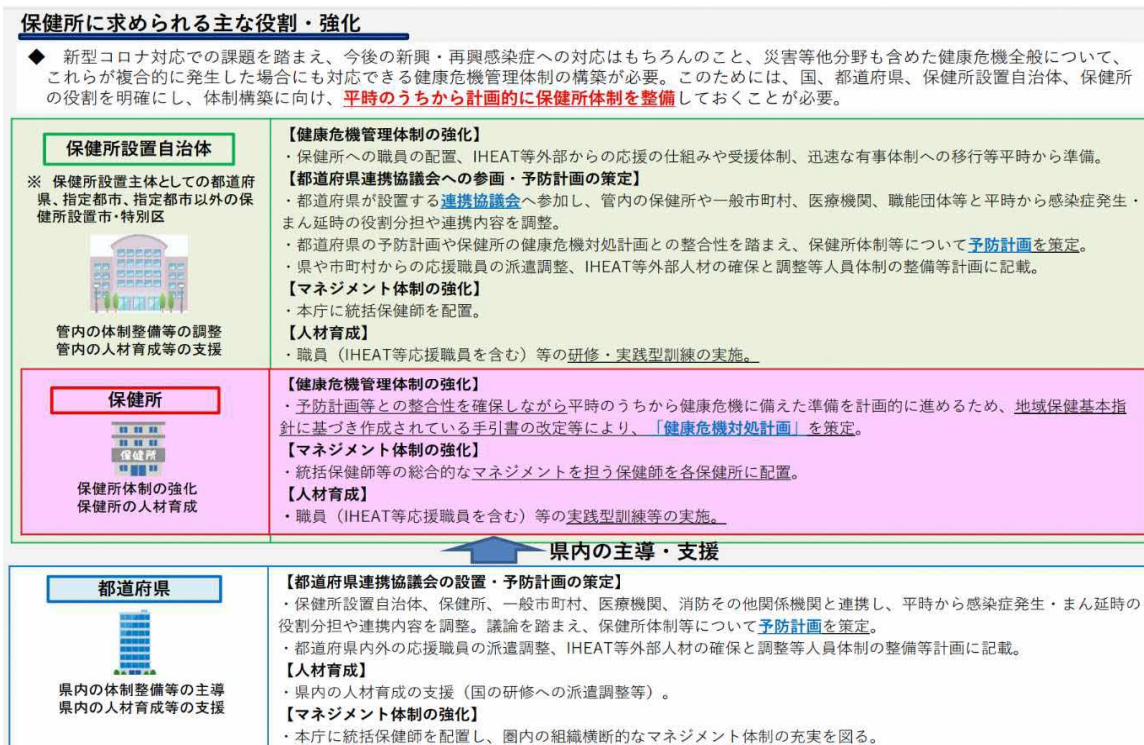 保健所に求められる主な役割・強化
◆ 新型コロナ対応での課題を踏まえ、今後の新興・再興感染症への対応はもちろんのこと、災害等他分野も含めた健康危機全般について、
これらが複合的に発生した場合にも対応できる健康危機管理体制の構築が必要。このためには、国、都道府県、保健所設置自治体、保健所
の役割を明確にし、体制構築に向け、平時のうちから計画的に保健所体制を整備しておくことが必要。
保健所設置自治体
※ 保健所設置主体としての都道府
県、指定都市、指定都市以外の保
健所設置市・特別区
管内の体制整備等の調整
管内の人材育成等の支援
【健康危機管理体制の強化】
・保健所への職員の配置、IHEAT等外部からの応援の仕組みや受援体制、迅速な有事体制への移行等平時から準備。
【都道府県連携協議会への参画・予防計画の策定】
・都道府県が設置する連携協議会へ参加し、管内の保健所や一般市町村、医療機関、職能団体等と平時から感染症発生・
まん延時の役割分担や連携内容を調整。
・都道府県の予防計画や保健所の健康危機対処計画との整合性を踏まえ、保健所体制等について予防計画を策定。
・県や市町村からの応援職員の派遣調整、IHEAT等外部人材の確保と調整等人員体制の整備等計画に記載。
【マネジメント体制の強化】
・本庁に統括保健師を配置。
【人材育成】
・職員（IHEAT等応援職員を含む）等の研修・実践型訓練の実施。
保健所
保健所
保健所体制の強化
保健所の人材育成
【健康危機管理体制の強化】
・予防計画等との整合性を確保しながら平時のうちから健康危機に備えた準備を計画的に進めるため、地域保健基本指
針に基づき作成されている手引書の改定等により、「健康危機対処計画」を策定。
【マネジメント体制の強化】
・統括保健師等の総合的なマネジメントを担う保健師を各保健所に配置。
【人材育成】
・職員（IHEAT等応援職員を含む）等の実践型訓練等の実施。
県内の主導・支援
都道府県
県内の体制整備等の主導
県内の人材育成等の支援
【都道府県連携協議会の設置・予防計画の策定】
・保健所設置自治体、保健所、一般市町村、医療機関、消防その他関係機関と連携し、平時から感染症発生・まん延時の
役割分担や連携内容を調整。議論を踏まえ、保健所体制等について予防計画を策定。
・都道府県内外の応援職員の派遣調整、IHEAT等外部人材の確保と調整等人員体制の整備等計画に記載。
【人材育成】
・県内の人材育成の支援（国の研修への派遣調整等）。
【マネジメント体制の強化】
・本庁に統括保健師を配置し、圏内の組織横断的なマネジメント体制の充実を図る。